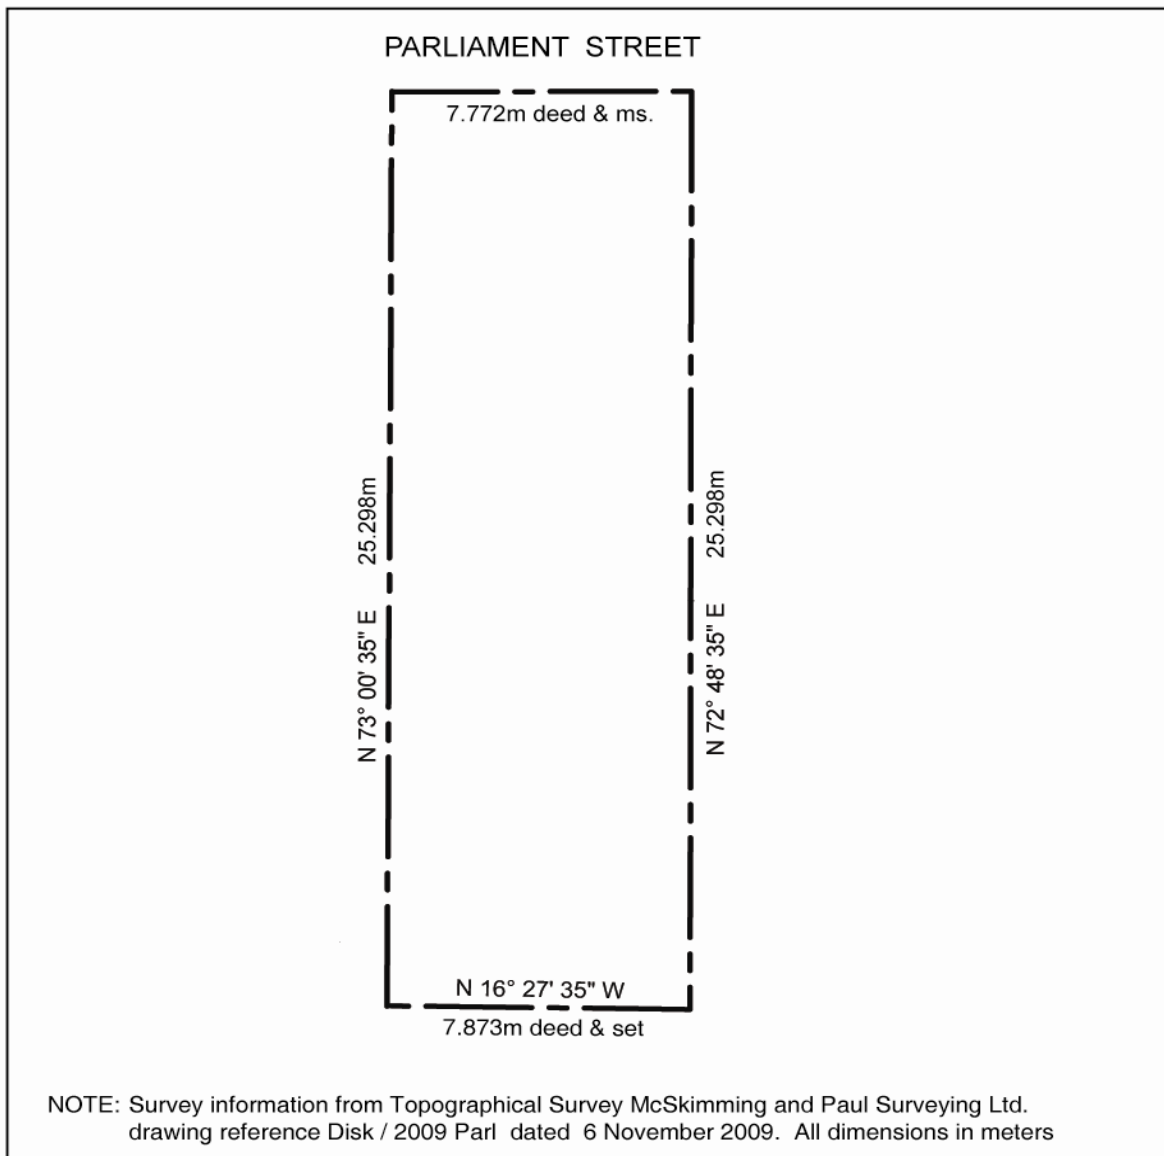 PARLIAMENT STREET
7.772m deed & ms.
N 73° 00' 35" E 25.298m
N 72° 48' 35" E 25.298m
N 16° 27' 35" W
7.873m deed & set
NOTE: Survey information from Topographical Survey McSkimming and Paul Surveying Ltd.
drawing reference Disk / 2009 Parl dated 6 November 2009. All dimensions in meters